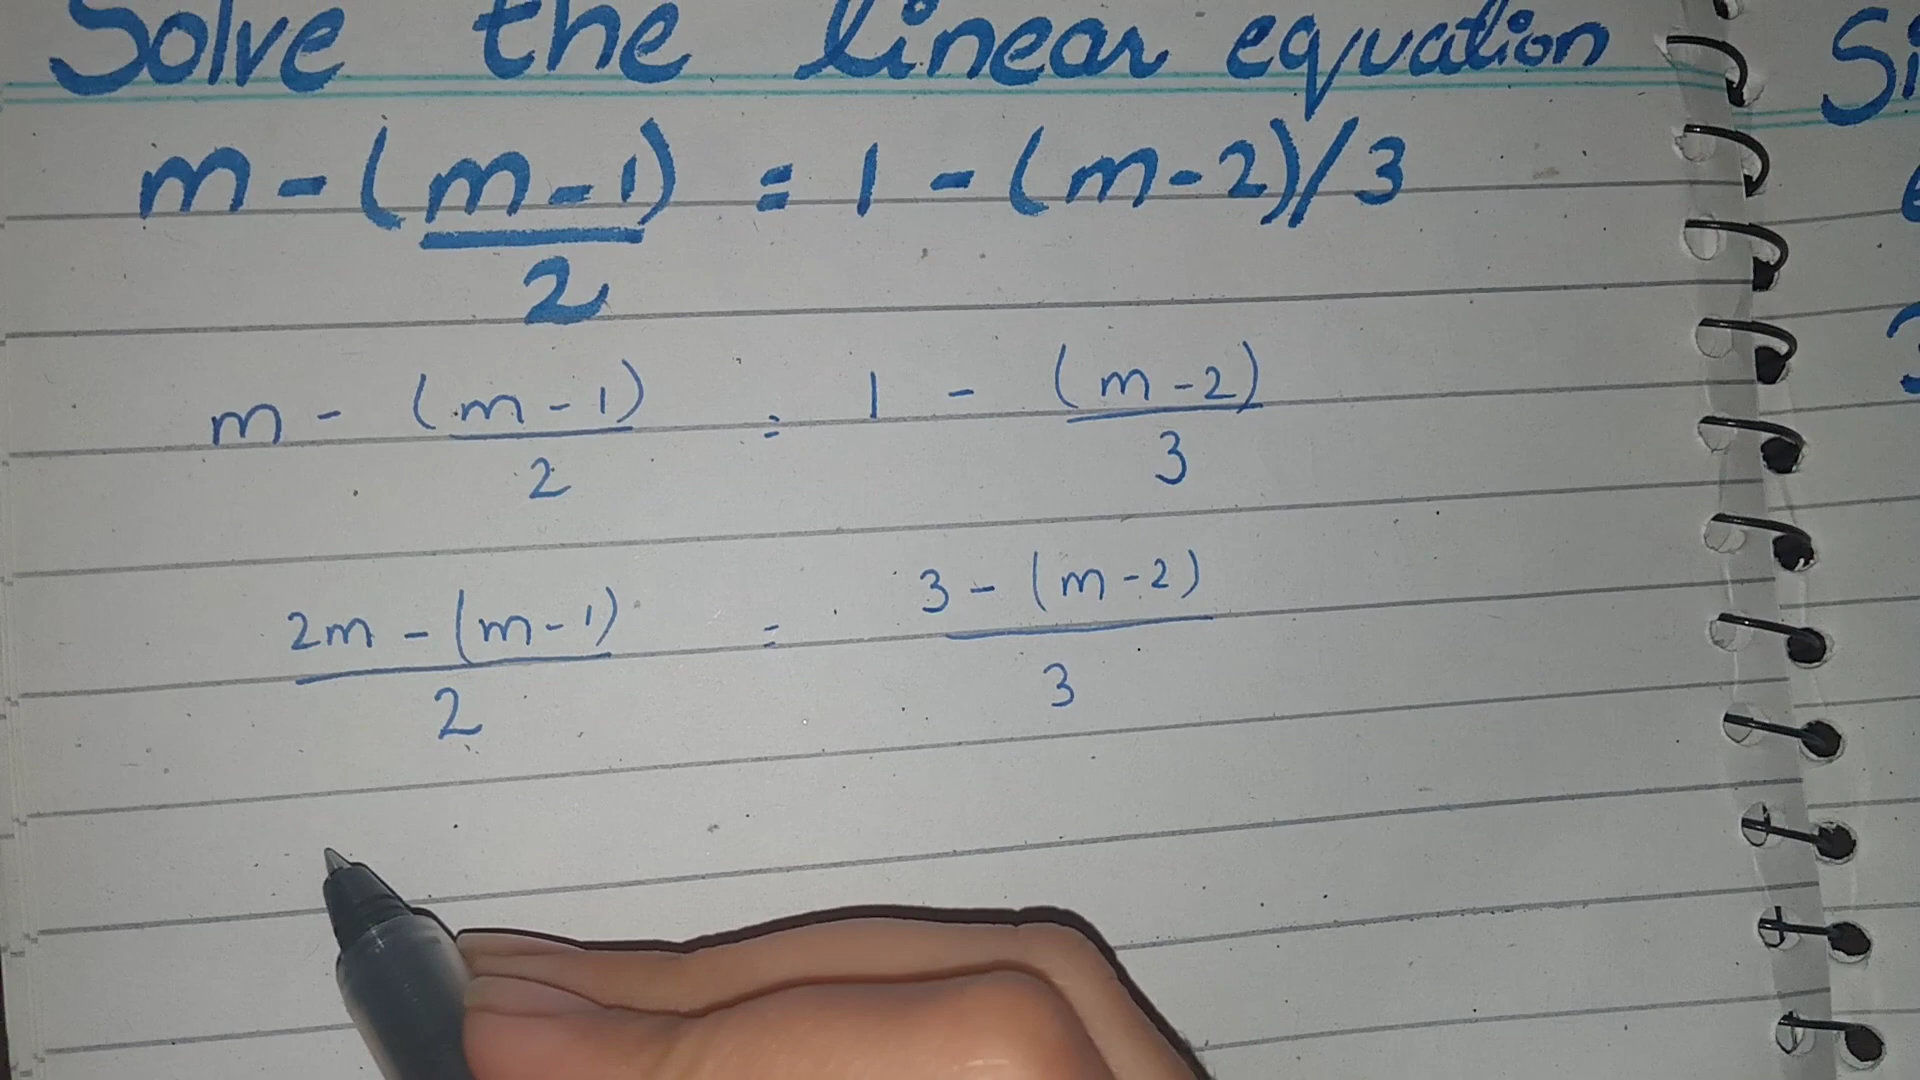 Solve the linear equation
m - (m - 1) = 1 - (m - 2)/3
2
m - (m - 1) = 1 - (m - 2)
2 3
2m - (m - 1) = 3 - (m - 2)
2 3